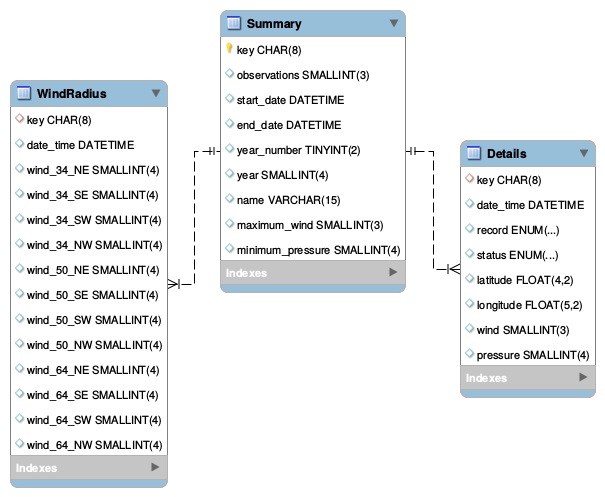 Summary
key CHAR(8)
observations SMALLINT(3)
start_date DATETIME
end_date DATETIME
year_number TINYINT(2)
year SMALLINT(4)
name VARCHAR(15)
maximum_wind SMALLINT(3)
minimum_pressure SMALLINT(4)
Indexes
WindRadius
key CHAR(8)
date_time DATETIME
wind_34_NE SMALLINT(4)
wind_34_SE SMALLINT(4)
wind_34_SW SMALLINT(4)
wind_34_NW SMALLINT(4)
wind_50_NE SMALLINT(4)
wind_50_SE SMALLINT(4)
wind_50_SW SMALLINT(4)
wind_50_NW SMALLINT(4)
wind_64_NE SMALLINT(4)
wind_64_SE SMALLINT(4)
wind_64_SW SMALLINT(4)
wind_64_NW SMALLINT(4)
Indexes
Details
key CHAR(8)
date_time DATETIME
record ENUM(...)
status ENUM(...)
latitude FLOAT(4,2)
longitude FLOAT(5,2)
wind SMALLINT(3)
pressure SMALLINT(4)
Indexes